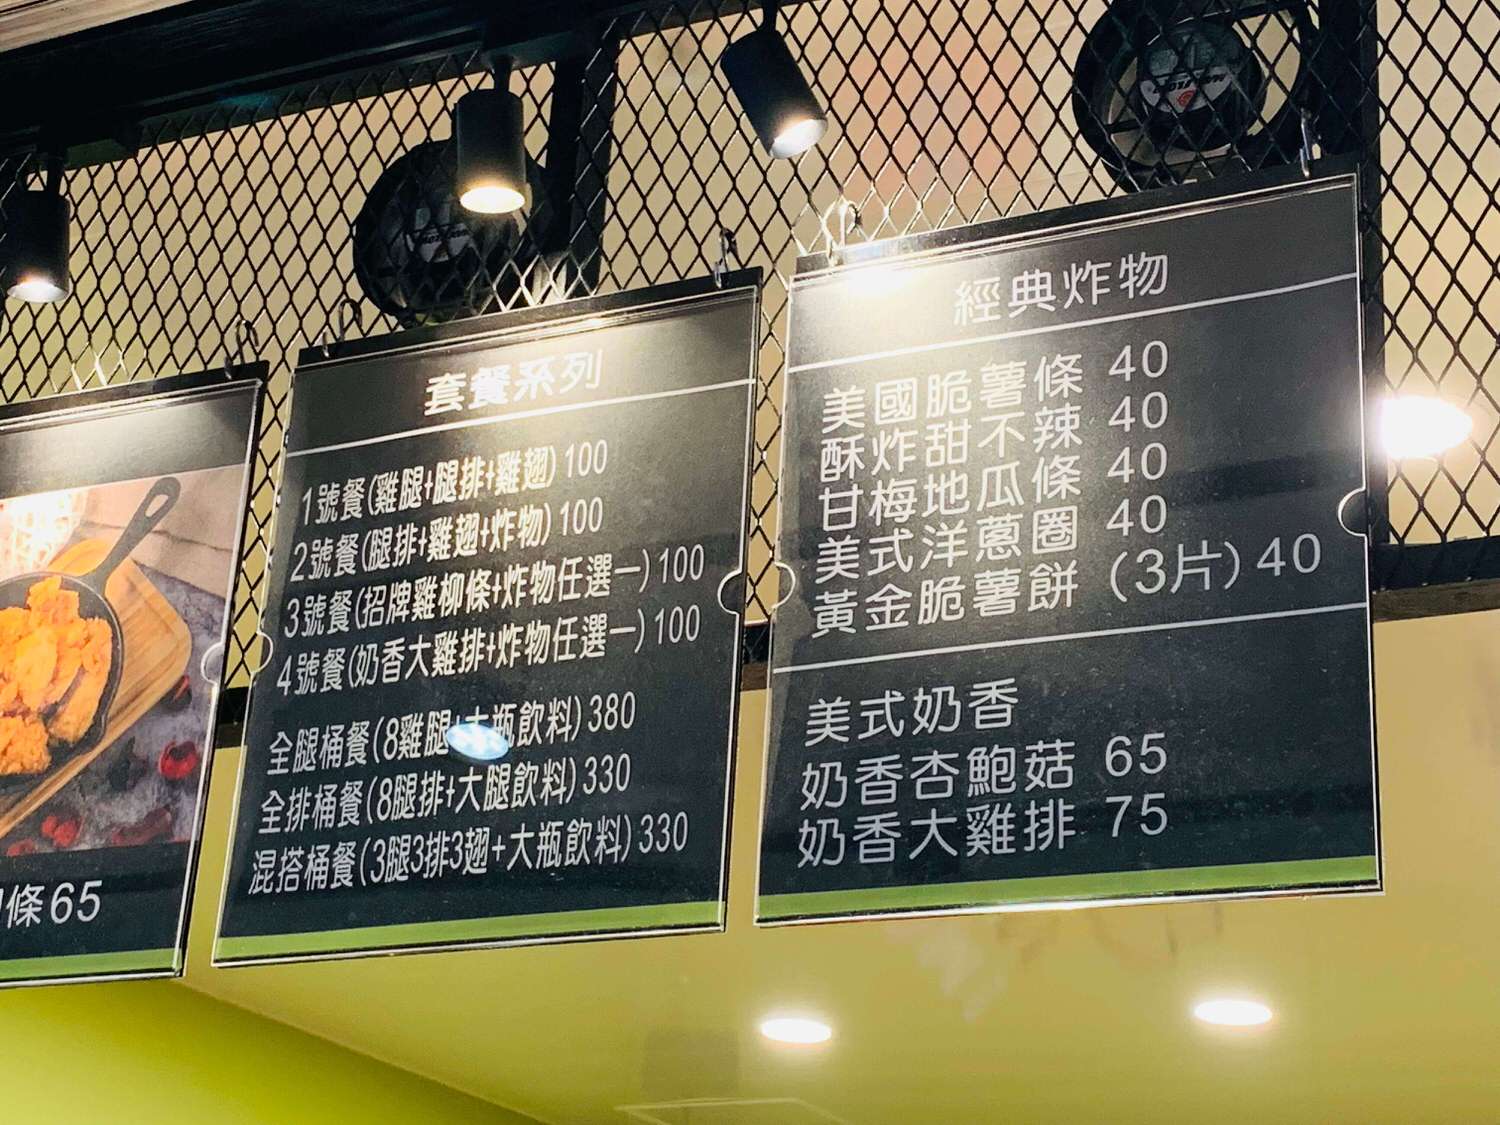 條65
套餐系列
1號餐(雞腿+腿排+雞翅)100
2號餐(腿排+雞翅+炸物)100
3號餐(招牌雞柳條+炸物任選一)100
4號餐(奶香大雞排+炸物任選一)100
全腿桶餐(8雞腿+大瓶飲料)380
全排桶餐(8腿排+大腿飲料)330
混搭桶餐(3腿3排3翅+大瓶飲料)330
經典炸物
美國脆薯條 40
酥炸甜不辣 40
甘梅地瓜條 40
美式洋蔥圈 40
黃金脆薯餅（3片）40
美式奶香
奶香杏鮑菇 65
奶香大雞排 75